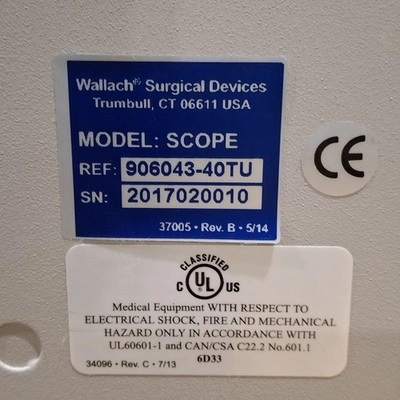 Wallach® Surgical Devices
Trumbull, CT 06611 USA
MODEL: SCOPE
REF: 906043-40TU
SN: 2017020010
37005 • Rev. B • 5/14
CE
CLASSIFIED
C UL US
Medical Equipment WITH RESPECT TO
ELECTRICAL SHOCK, FIRE AND MECHANICAL
HAZARD ONLY IN ACCORDANCE WITH
UL60601-1 and CAN/CSA C22.2 No.601.1
34096 • Rev. C • 7/13 6D33